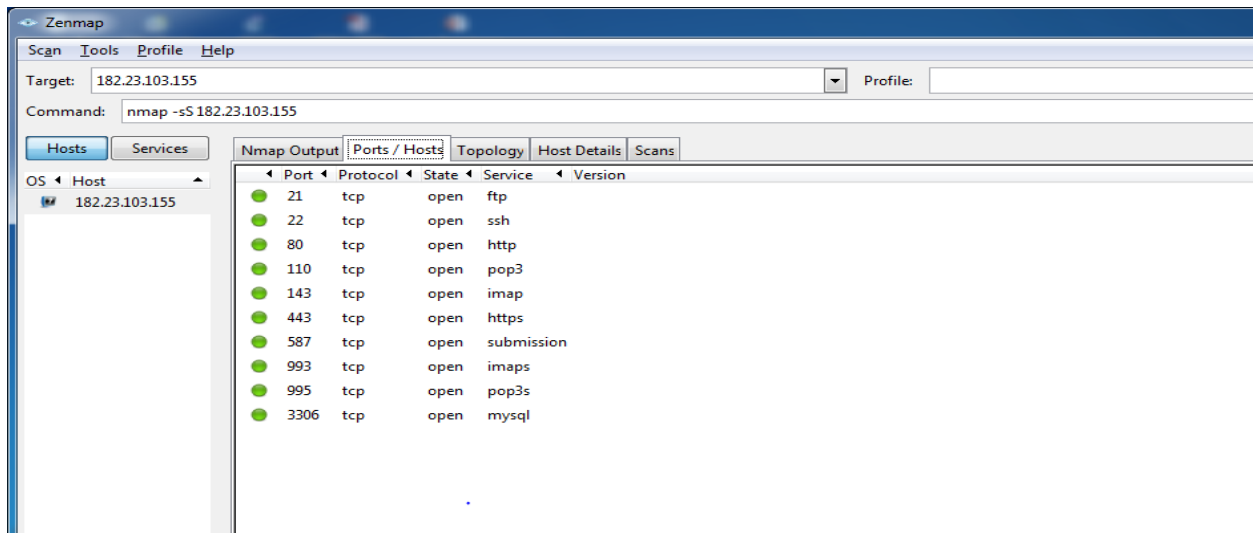 Zenmap
Scan Tools Profile Help
Target: 182.23.103.155 Profile:
Command: nmap -sS 182.23.103.155
Hosts Services Nmap Output Ports / Hosts Topology Host Details Scans
OS Host Port Protocol State Service Version
182.23.103.155
21 tcp open ftp
22 tcp open ssh
80 tcp open http
110 tcp open pop3
143 tcp open imap
443 tcp open https
587 tcp open submission
993 tcp open imaps
995 tcp open pop3s
3306 tcp open mysql